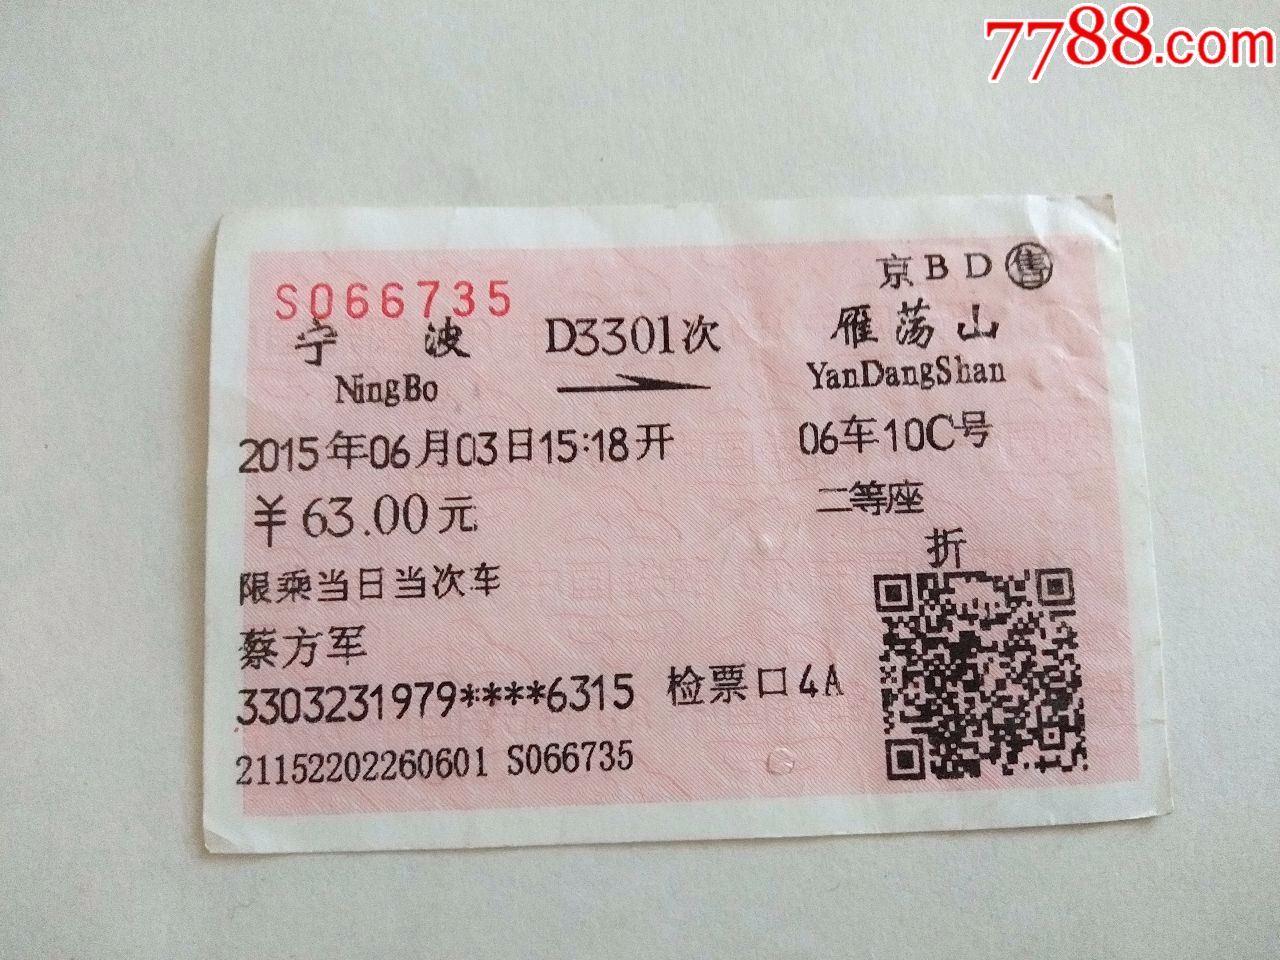 7788.com
京 B D 售
S066735
宁 波 D3301次 雁荡山
NingBo YanDangShan
2015年06月03日15:18开 06车10C号
￥63.00元 二等座
折
限乘当日当次车
蔡方军
3303231979****6315 检票口4A
21152202260601 S066735